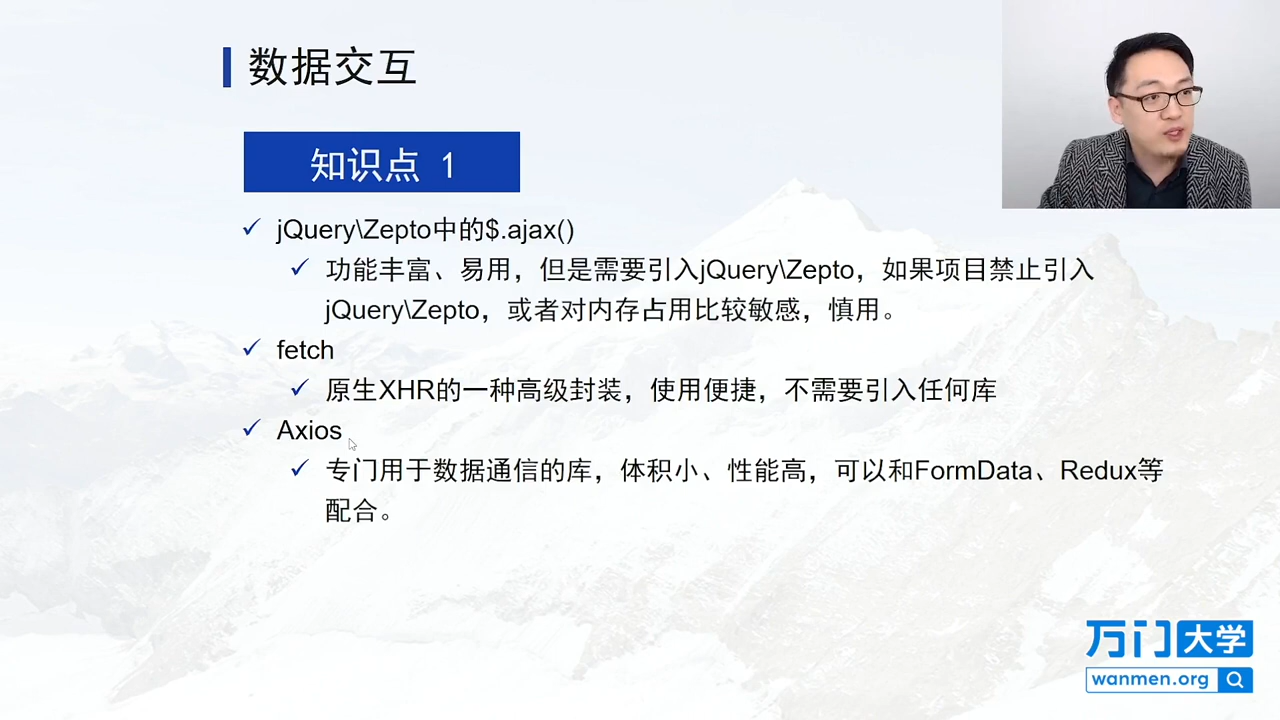 数据交互
知识点 1
jQuery\Zepto中的$.ajax()
功能丰富、易用，但是需要引入jQuery\Zepto，如果项目禁止引入
jQuery\Zepto，或者对内存占用比较敏感，慎用。
fetch
原生XHR的一种高级封装，使用便捷，不需要引入任何库
Axios
专门用于数据通信的库，体积小、性能高，可以和FormData、Redux等
配合。
万门大学
wanmen.org